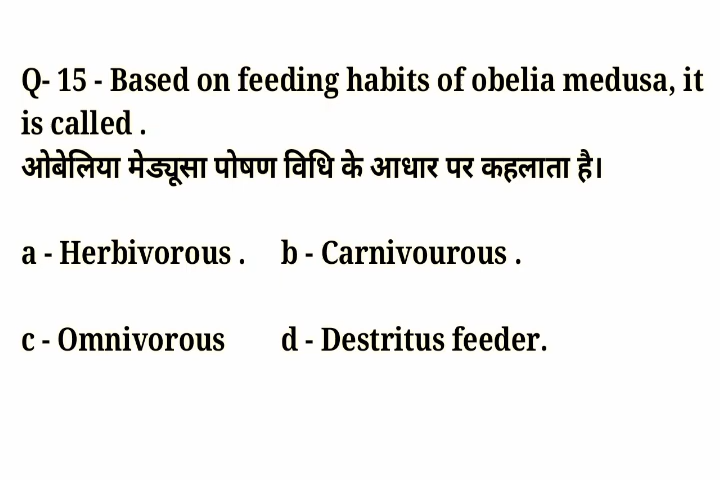 Q- 15 - Based on feeding habits of obelia medusa, it
is called .
ओबेलिया मेड्यूसा पोषण विधि के आधार पर कहलाता है।
a - Herbivorous . b - Carnivourous .
c - Omnivorous d - Destritus feeder.